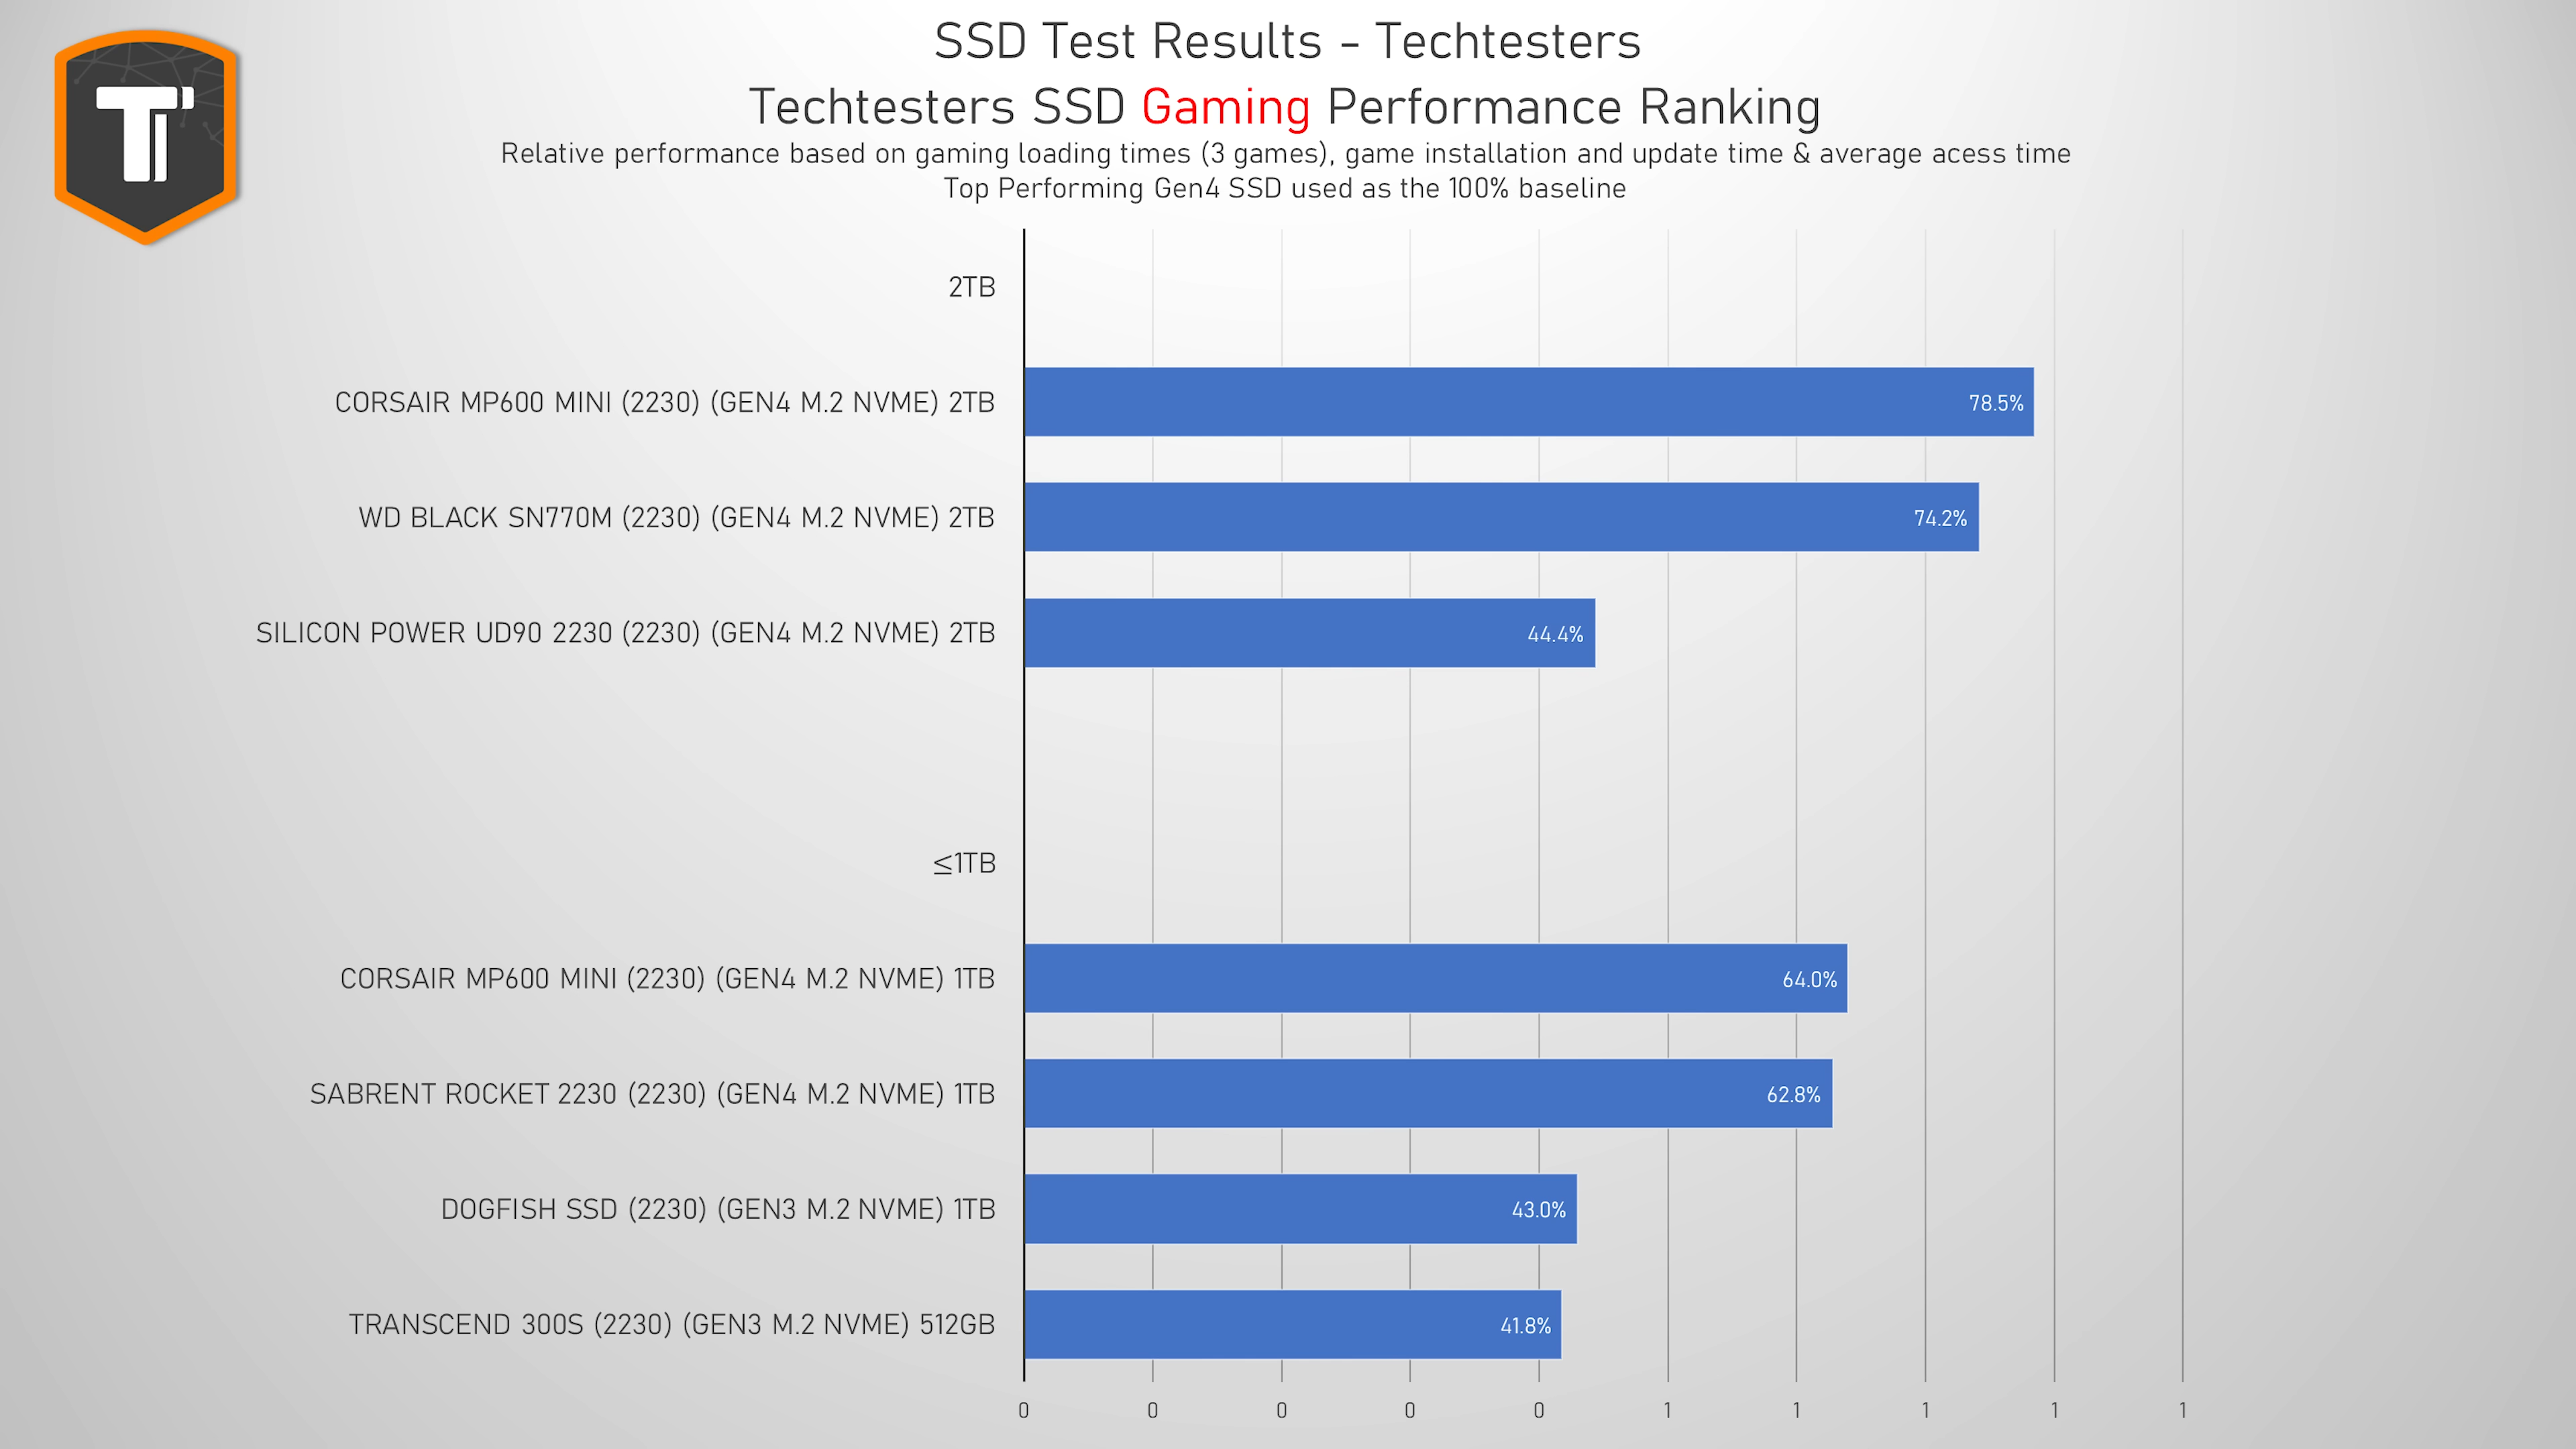 SSD Test Results - Techtesters
Techtesters SSD Gaming Performance Ranking
Relative performance based on gaming loading times (3 games), game installation and update time & average acess time
Top Performing Gen4 SSD used as the 100% baseline
2TB
CORSAIR MP600 MINI (2230) (GEN4 M.2 NVME) 2TB 78.5%
WD BLACK SN770M (2230) (GEN4 M.2 NVME) 2TB 74.2%
SILICON POWER UD90 2230 (2230) (GEN4 M.2 NVME) 2TB 44.4%
≤1TB
CORSAIR MP600 MINI (2230) (GEN4 M.2 NVME) 1TB 64.0%
SABRENT ROCKET 2230 (2230) (GEN4 M.2 NVME) 1TB 62.8%
DOGFISH SSD (2230) (GEN3 M.2 NVME) 1TB 43.0%
TRANSCEND 300S (2230) (GEN3 M.2 NVME) 512GB 41.8%
0 0 0 0 0 1 1 1 1 1